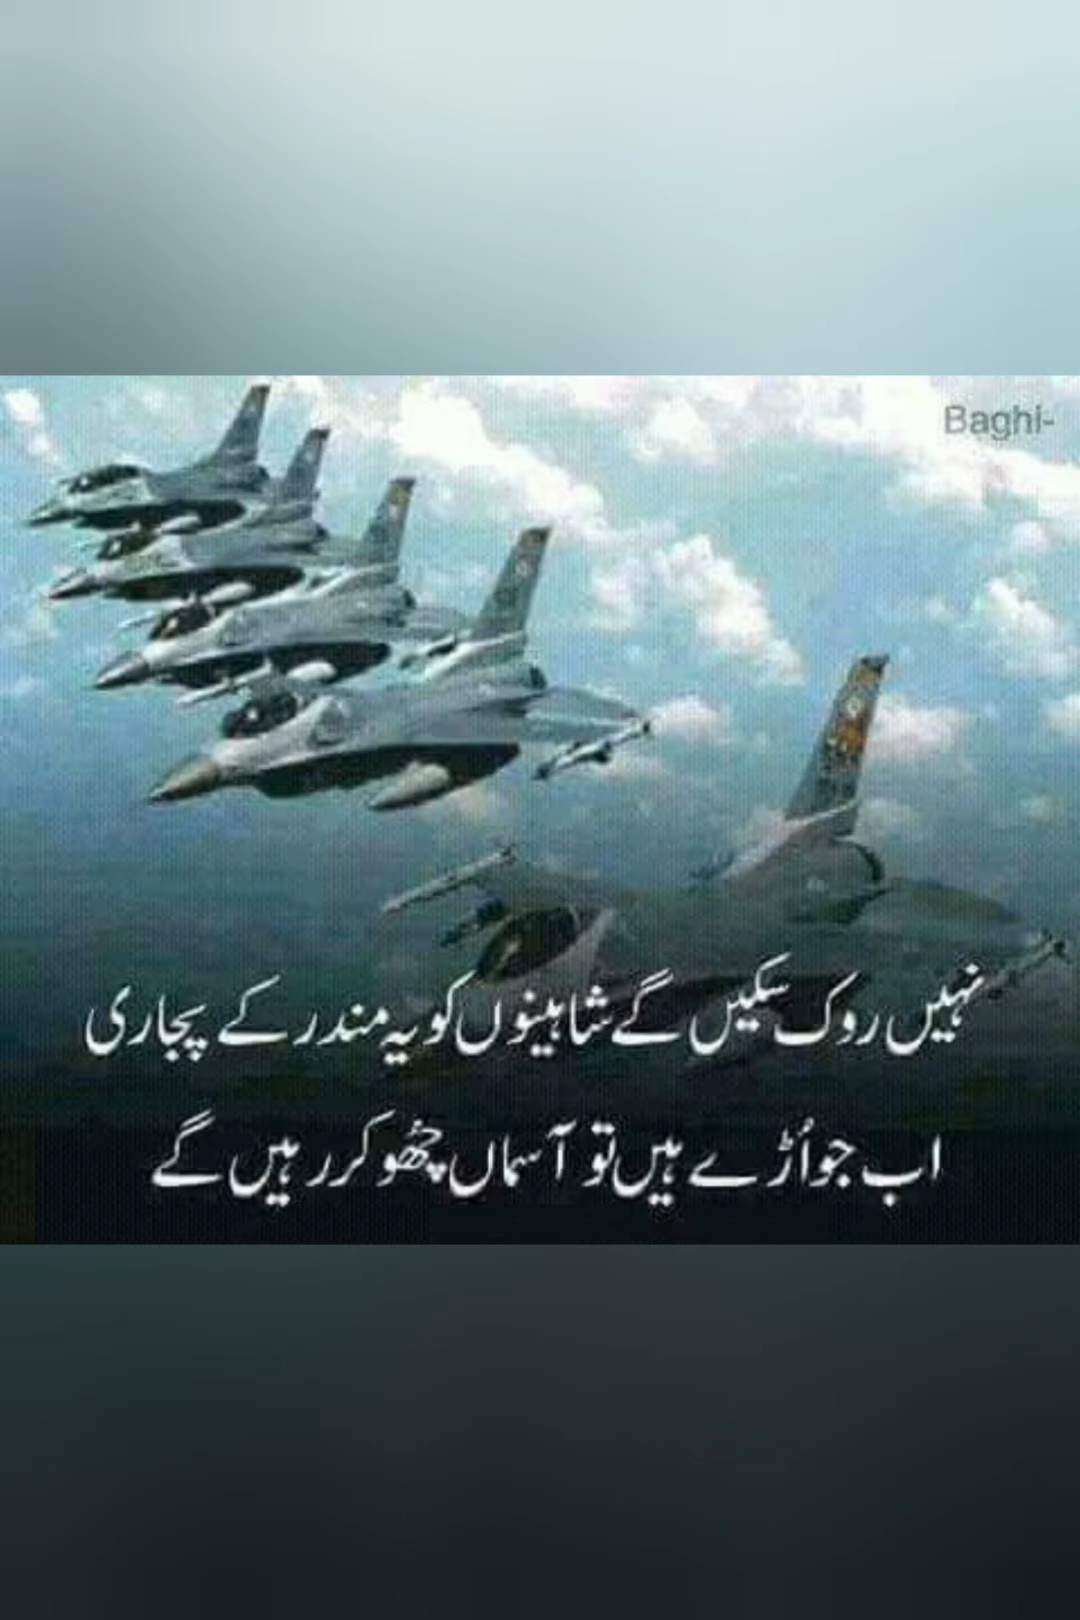 Baghi-
نہیں روک سکیں گے شاہینوں کو یہ مندر کے پجاری
اب جو اُڑے ہیں تو آسماں چھو کر رہیں گے